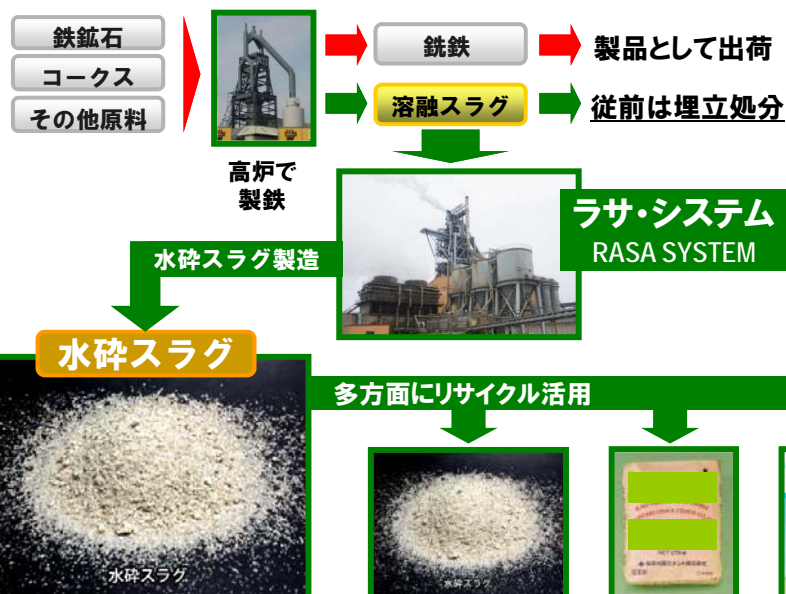 鉄鉱石
コークス
その他原料
高炉で
製鉄
銑鉄
製品として出荷
溶融スラグ
従前は埋立処分
ラサ・システム
RASA SYSTEM
水砕スラグ製造
水砕スラグ
多方面にリサイクル活用
水砕スラグ
水砕スラグ